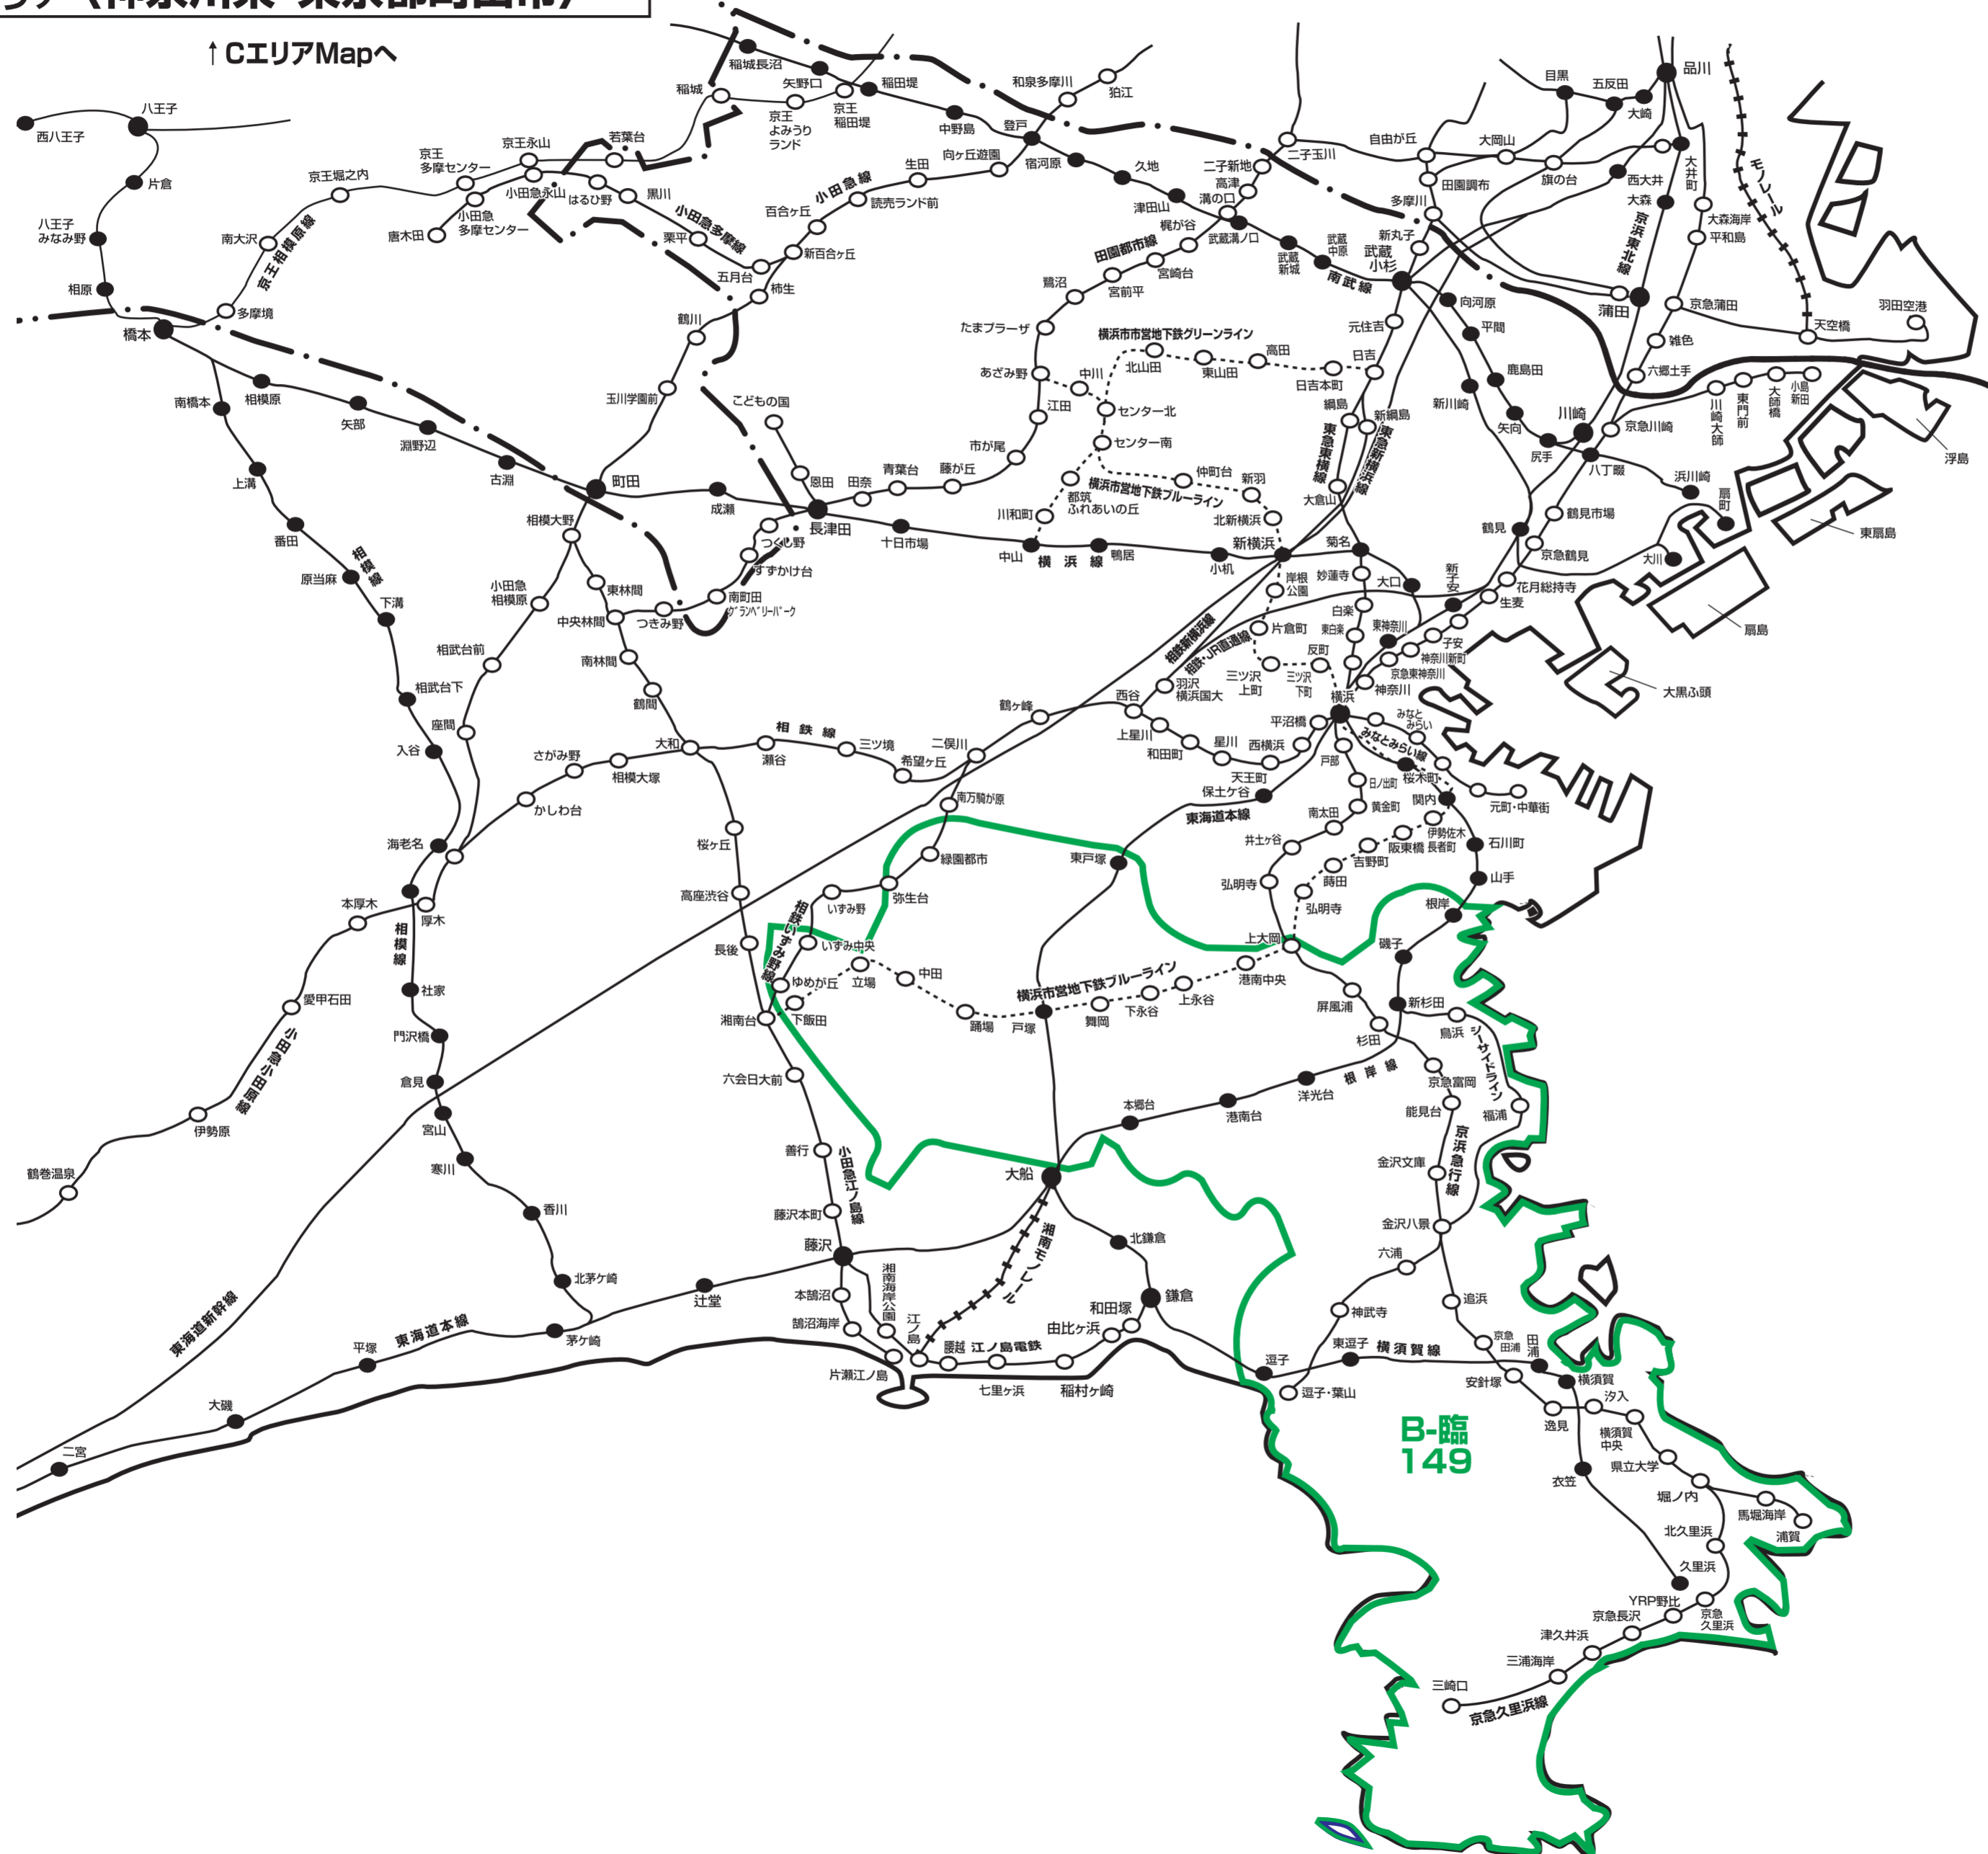 （神奈川県・東京都町田市）
↑CエリアMapへ
八王子
西八王子
片倉
八王子
みなみ野
相原
橋本
京王堀之内
南大沢
京王相模原線
多摩境
京王
多摩センター
京王永山
若葉台
小田急永山
はるひ野
黒川
小田急
多摩センター
唐木田
小田急多摩線
栗平
五月台
稲城長沼
矢野口
稲田堤
稲城
京王
よみうり
ランド
京王
稲田堤
中野島
登戸
和泉多摩川
狛江
向ヶ丘遊園
宿河原
生田
小田急線
読売ランド前
百合ヶ丘
新百合ヶ丘
柿生
鶴川
玉川学園前
久地
津田山
二子新地
高津
溝の口
武蔵溝ノ口
梶が谷
田園都市線
宮崎台
宮前平
鷺沼
たまプラーザ
あざみ野
江田
市が尾
藤が丘
青葉台
田奈
恩田
こどもの国
長津田
二子玉川
自由が丘
大岡山
田園調布
旗の台
多摩川
新丸子
武蔵
小杉
武蔵
中原
武蔵
新城
南武線
目黒
五反田
品川
大崎
大井町
西大井
大森
大森海岸
平和島
モノレール
京浜東北線
蒲田
京急蒲田
羽田空港
天空橋
雑色
六郷土手
向河原
平間
鹿島田
元住吉
新川崎
矢向
川崎
尻手
京急川崎
川崎大師
東門前
大師橋
小島
新田
八丁畷
浜川崎
扇町
浮島
東扇島
扇島
大黒ふ頭
大川
横浜市市営地下鉄グリーンライン
北山田
東山田
高田
日吉本町
日吉
中川
センター北
センター南
綱島
新綱島
東急東横線
東急新横浜線
仲町台
新羽
横浜市営地下鉄ブルーライン
都筑
ふれあいの丘
川和町
北新横浜
大倉山
新横浜
菊名
中山
横浜線
鴨居
小机
十日市場
成瀬
町田
つくし野
すずかけ台
南町田
ｸﾞﾗﾝﾍﾞﾘｰﾊﾟｰｸ
つきみ野
中央林間
東林間
相模大野
南林間
鶴間
大和
小田急
相模原
相武台前
座間
相模原
矢部
淵野辺
古淵
南橋本
上溝
番田
相模線
原当麻
下溝
相武台下
入谷
海老名
本厚木
厚木
相模線
社家
門沢橋
倉見
宮山
寒川
香川
北茅ケ崎
茅ケ崎
愛甲石田
小田急小田原線
伊勢原
鶴巻温泉
さがみ野
相模大塚
かしわ台
相鉄線
瀬谷
三ツ境
希望ヶ丘
二俣川
鶴ヶ峰
西谷
羽沢
横浜国大
相鉄新横浜線
相鉄・JR直通線
上星川
和田町
星川
天王町
西横浜
平沼橋
横浜
岸根
公園
片倉町
三ツ沢
上町
三ツ沢
下町
反町
妙蓮寺
白楽
東白楽
大口
東神奈川
新子安
鶴見
鶴見市場
京急鶴見
花月総持寺
生麦
子安
神奈川新町
京急東神奈川
神奈川
みなと
みらい
みなとみらい線
桜木町
関内
元町・中華街
戸部
日ノ出町
黄金町
南太田
井土ヶ谷
弘明寺
伊勢佐木
長者町
阪東橋
吉野町
蒔田
弘明寺
石川町
山手
根岸
磯子
上大岡
保土ケ谷
東海道本線
東戸塚
南万騎が原
緑園都市
弥生台
いずみ野
相鉄いずみ野線
いずみ中央
ゆめが丘
桜ヶ丘
高座渋谷
長後
湘南台
下飯田
立場
中田
踊場
戸塚
横浜市営地下鉄ブルーライン
舞岡
下永谷
上永谷
港南中央
屏風浦
杉田
新杉田
鳥浜
シーサイドライン
京急富岡
能見台
福浦
京浜急行線
金沢文庫
金沢八景
六浦
神武寺
追浜
根岸線
洋光台
港南台
本郷台
大船
六会日大前
善行
小田急江ノ島線
藤沢本町
藤沢
本鵠沼
鵠沼海岸
湘南海岸公園
江ノ島
片瀬江ノ島
腰越
江ノ島電鉄
七里ヶ浜
稲村ヶ崎
由比ヶ浜
和田塚
鎌倉
北鎌倉
湘南モノレール
辻堂
東海道本線
平塚
東海道新幹線
大磯
二宮
逗子
東逗子
横須賀線
逗子・葉山
京急
田浦
田浦
安針塚
横須賀
逸見
汐入
横須賀
中央
県立大学
衣笠
堀ノ内
馬堀海岸
浦賀
北久里浜
久里浜
YRP野比
京急
久里浜
京急長沢
津久井浜
三浦海岸
三崎口
京急久里浜線
B-臨
149